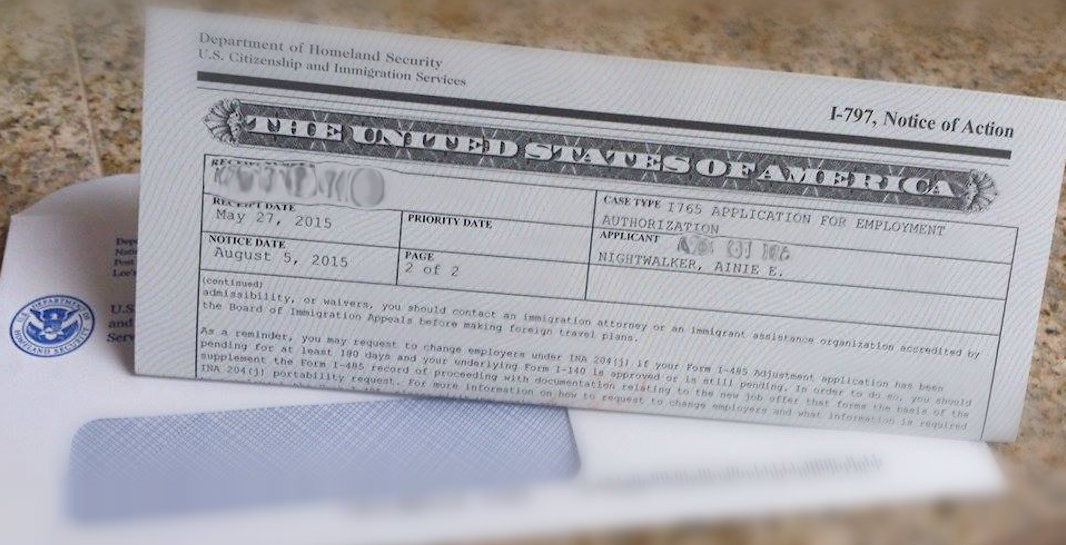 Department of Homeland Security
U.S. Citizenship and Immigration Services
I-797, Notice of Action
THE UNITED STATES OF AMERICA
RECEIPT NUMBER
CASE TYPE I765 APPLICATION FOR EMPLOYMENT
AUTHORIZATION
RECEIPT DATE
May 27, 2015
PRIORITY DATE
APPLICANT
NIGHTWALKER, AINIE E.
NOTICE DATE
August 5, 2015
PAGE
2 of 2
(continued)
admissibility, or waivers, you should contact an immigration attorney or an immigrant assistance organization accredited by
the Board of Immigration Appeals before making foreign travel plans.
As a reminder, you may request to change employers under INA 204(j) if your Form I-485 Adjustment application has been
pending for at least 180 days and your underlying Form I-140 is approved or is still pending. In order to do so, you should
supplement the Form I-485 record of proceeding with documentation relating to the new job offer that forms the basis of the
INA 204(j) portability request. For more information on how to request to change employers and what information is required
U.S. DEPARTMENT OF
HOMELAND SECURITY
U.S.
and